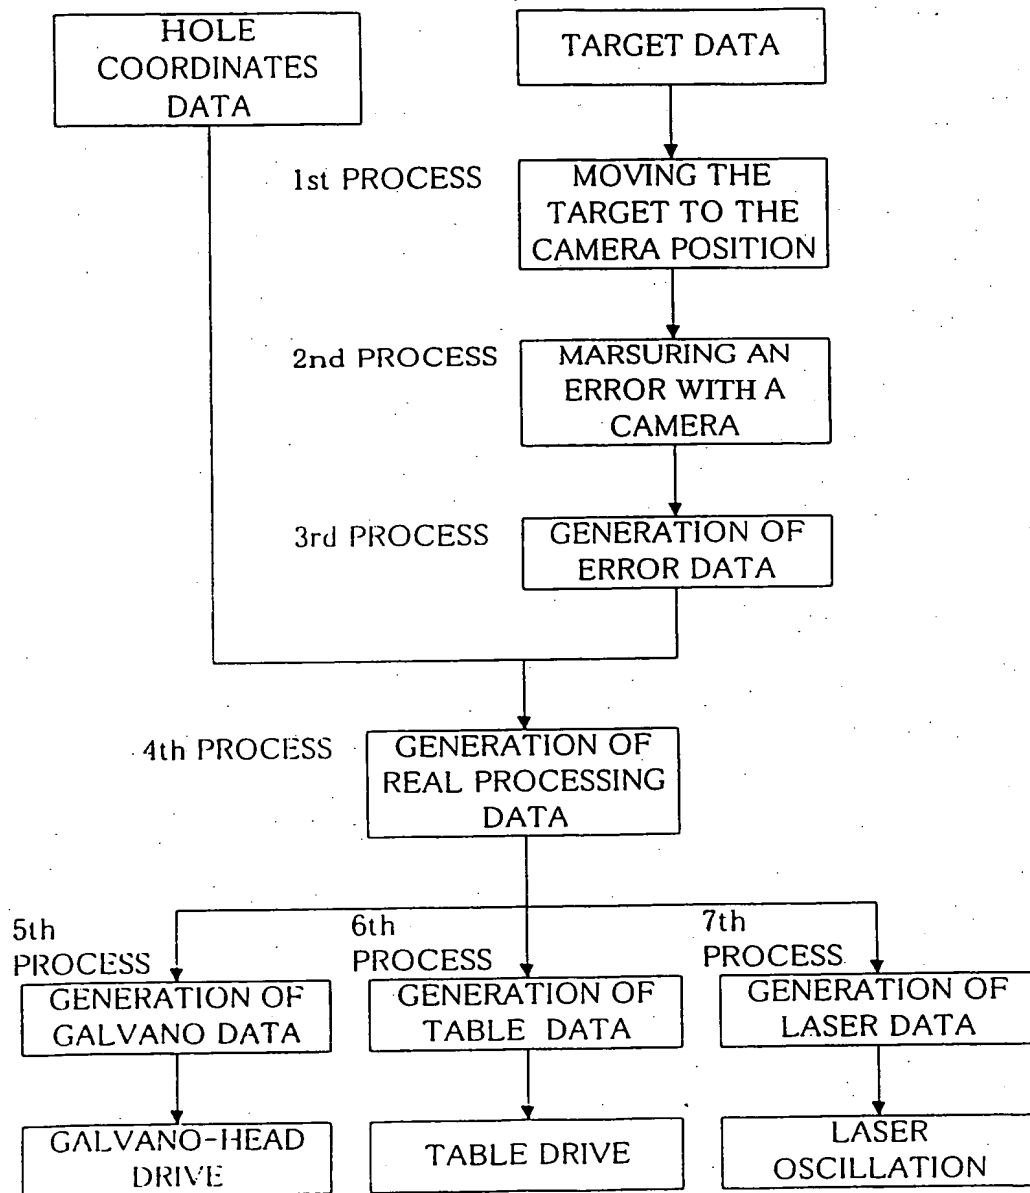 HOLE
COORDINATES
DATA
TARGET DATA
1st PROCESS
MOVING THE
TARGET TO THE
CAMERA POSITION
2nd PROCESS
MARSURING AN
ERROR WITH A
CAMERA
3rd PROCESS
GENERATION OF
ERROR DATA
4th PROCESS
GENERATION OF
REAL PROCESSING
DATA
5th
PROCESS
GENERATION OF
GALVANO DATA
6th
PROCESS
GENERATION OF
TABLE DATA
7th
PROCESS
GENERATION OF
LASER DATA
GALVANO-HEAD
DRIVE
TABLE DRIVE
LASER
OSCILLATION